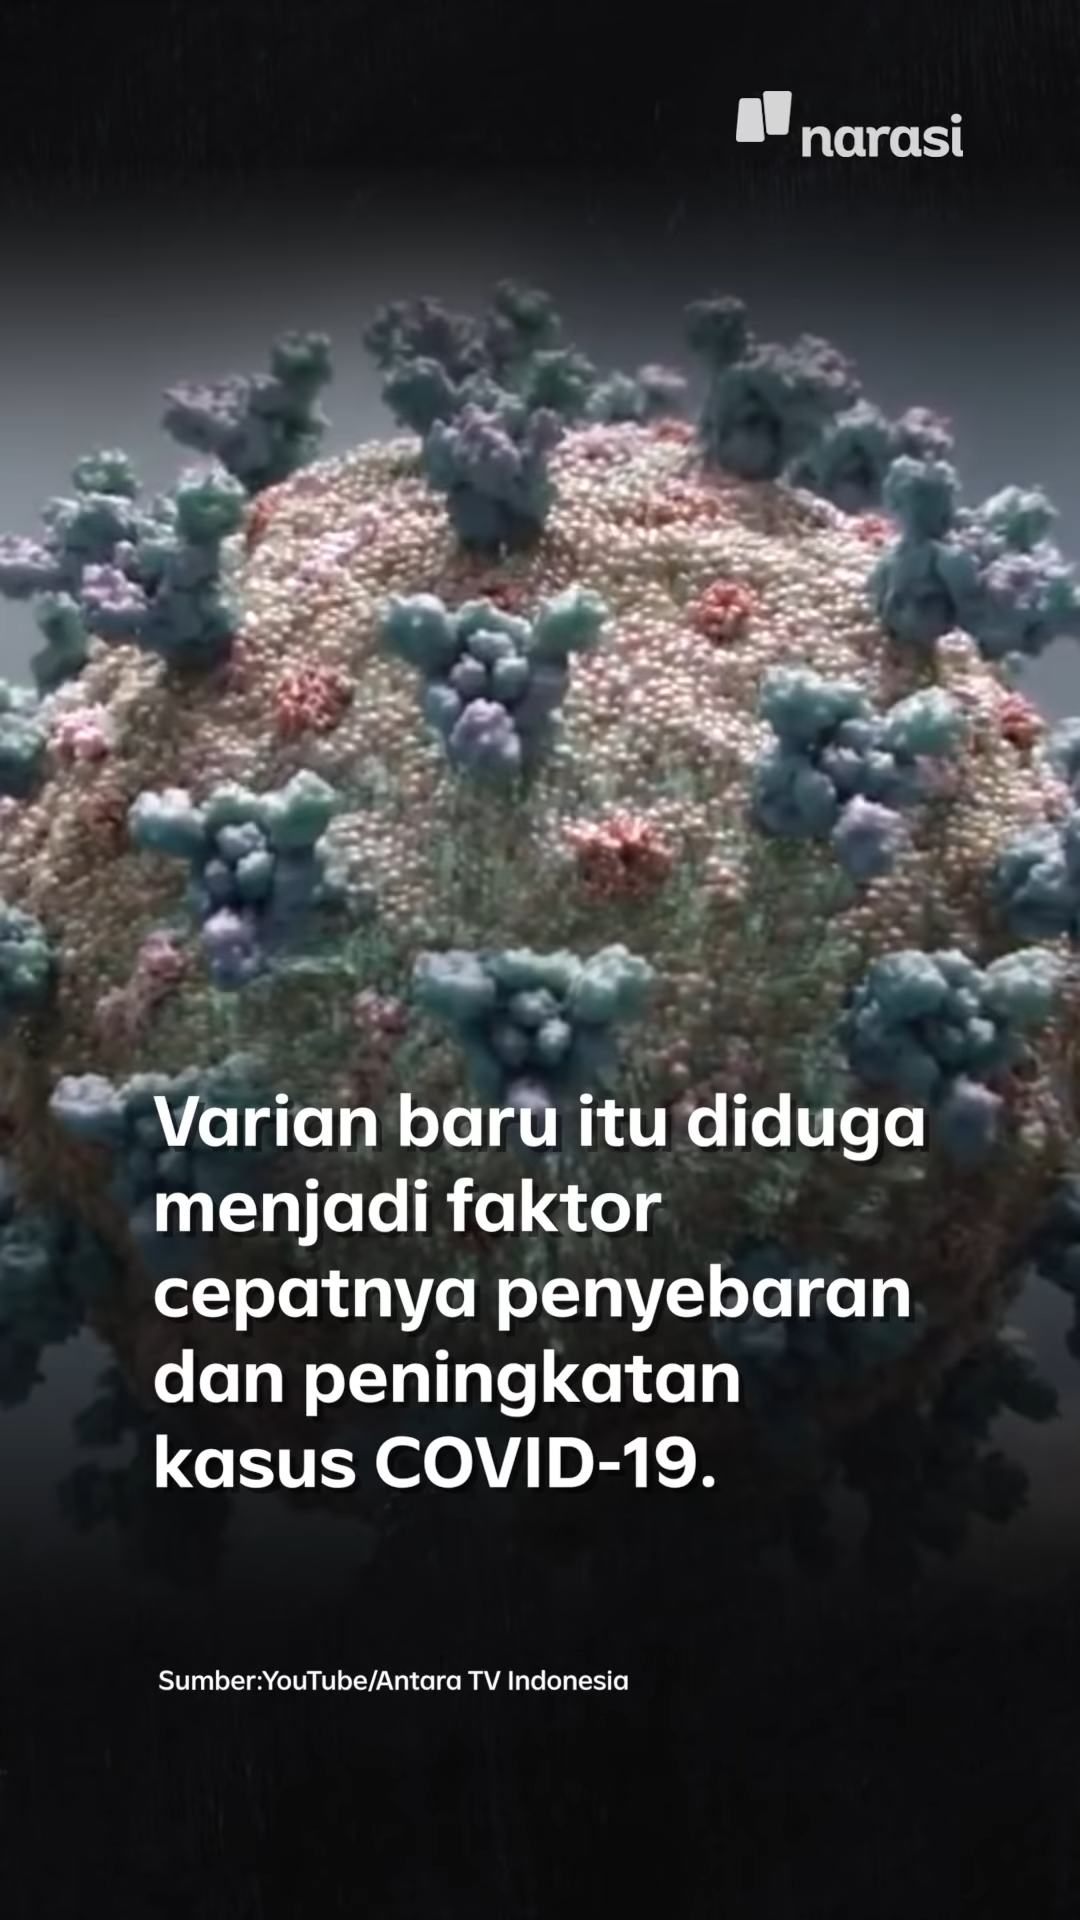 narasi
Varian baru itu diduga
menjadi faktor
cepatnya penyebaran
dan peningkatan
kasus COVID-19.
Sumber:YouTube/Antara TV Indonesia